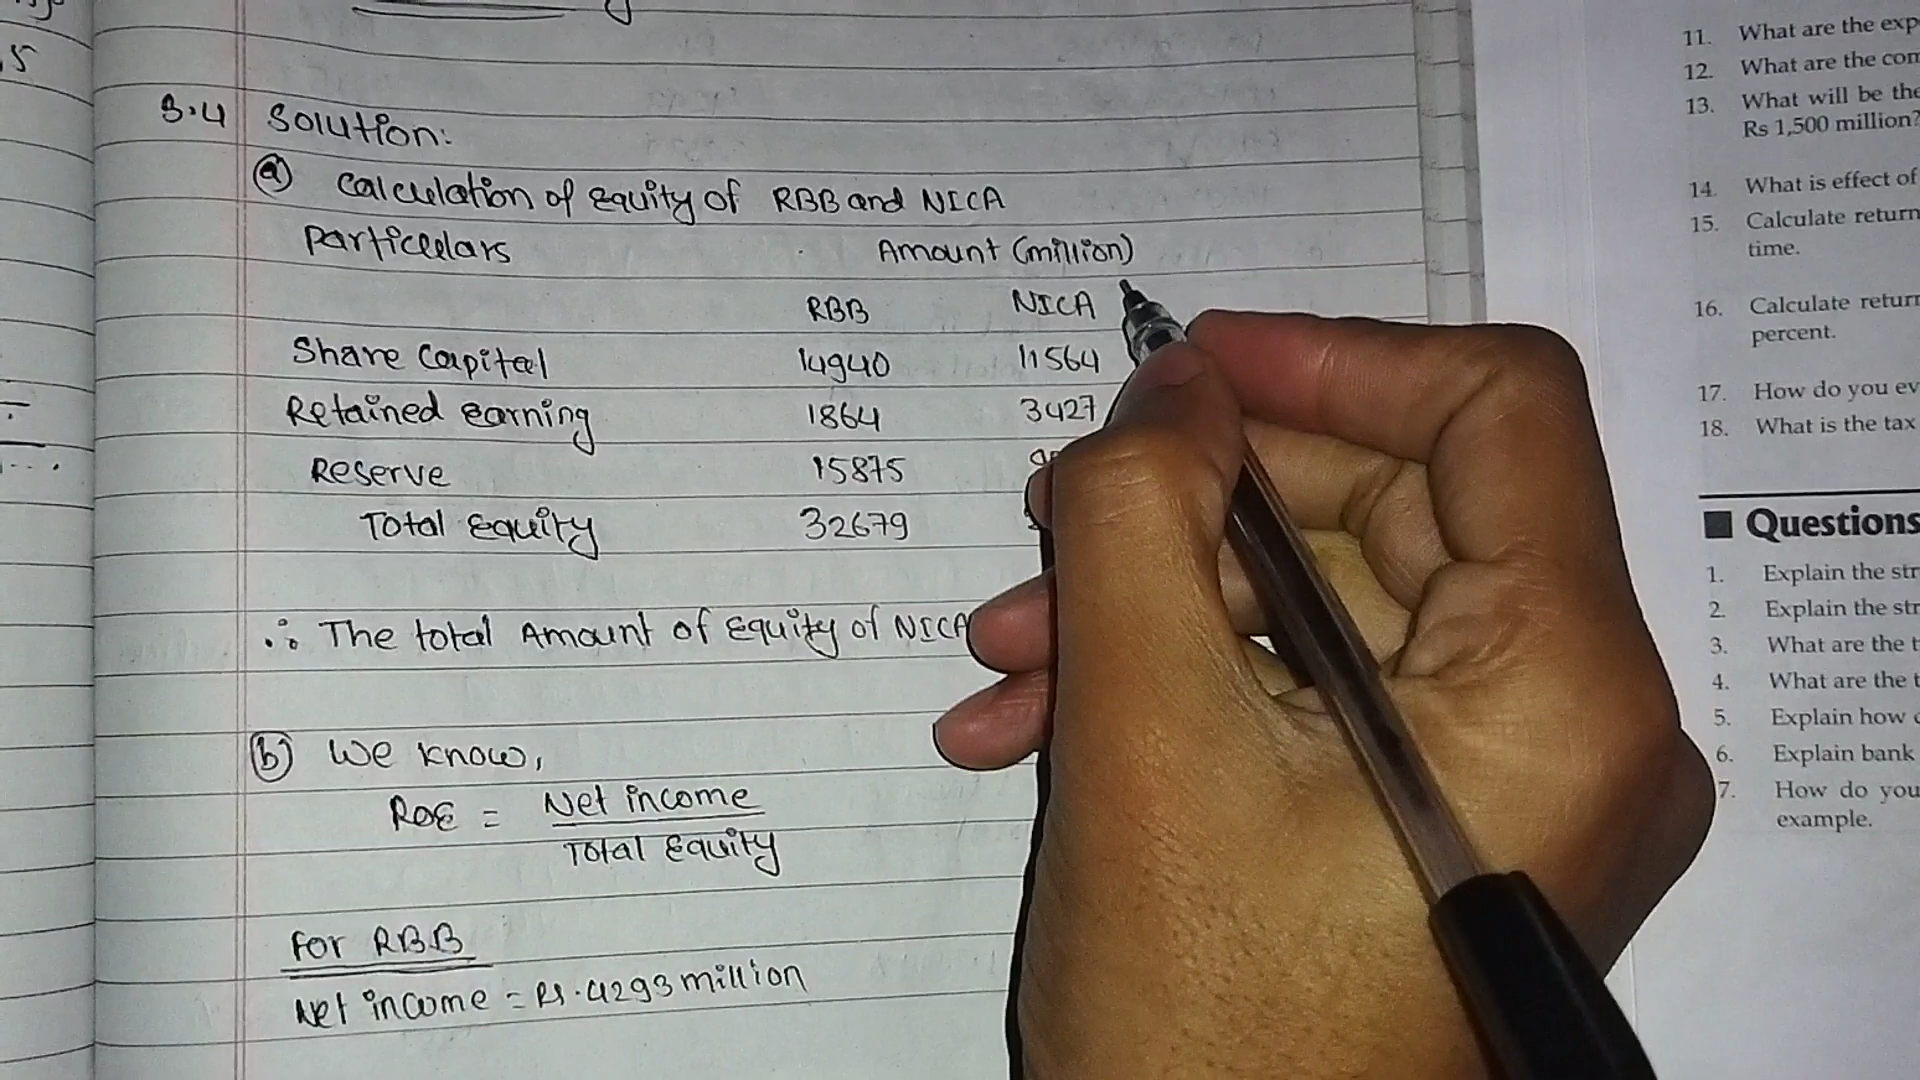 5
3.4 Solution:
(a) Calculation of Equity of RBB and NICA
Particulars Amount (million)
RBB NICA
Share Capital 14940 11564
Retained earning 1864 3427
Reserve 15875
Total Equity 32679
∴ The total Amount of Equity of NICA
(b) We know,
ROE = Net income
Total Equity
For RBB
Net income = Rs. 4293 million
11. What are the exp
12. What are the con
13. What will be the
Rs 1,500 million?
14. What is effect of
15. Calculate return
time.
16. Calculate return
percent.
17. How do you ev
18. What is the tax
■ Questions
1. Explain the str
2. Explain the str
3. What are the t
4. What are the t
5. Explain how
6. Explain bank
7. How do you
example.